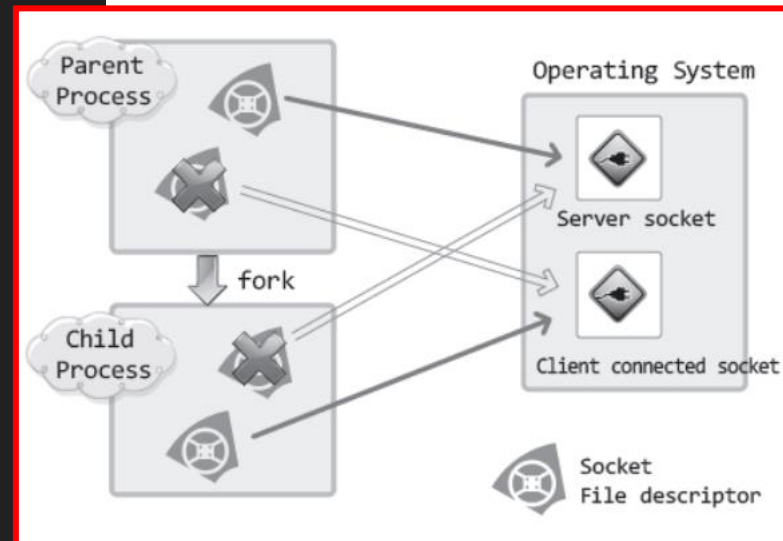 Parent
Process
Operating System
Server socket
fork
Child
Process
Client connected socket
Socket
File descriptor